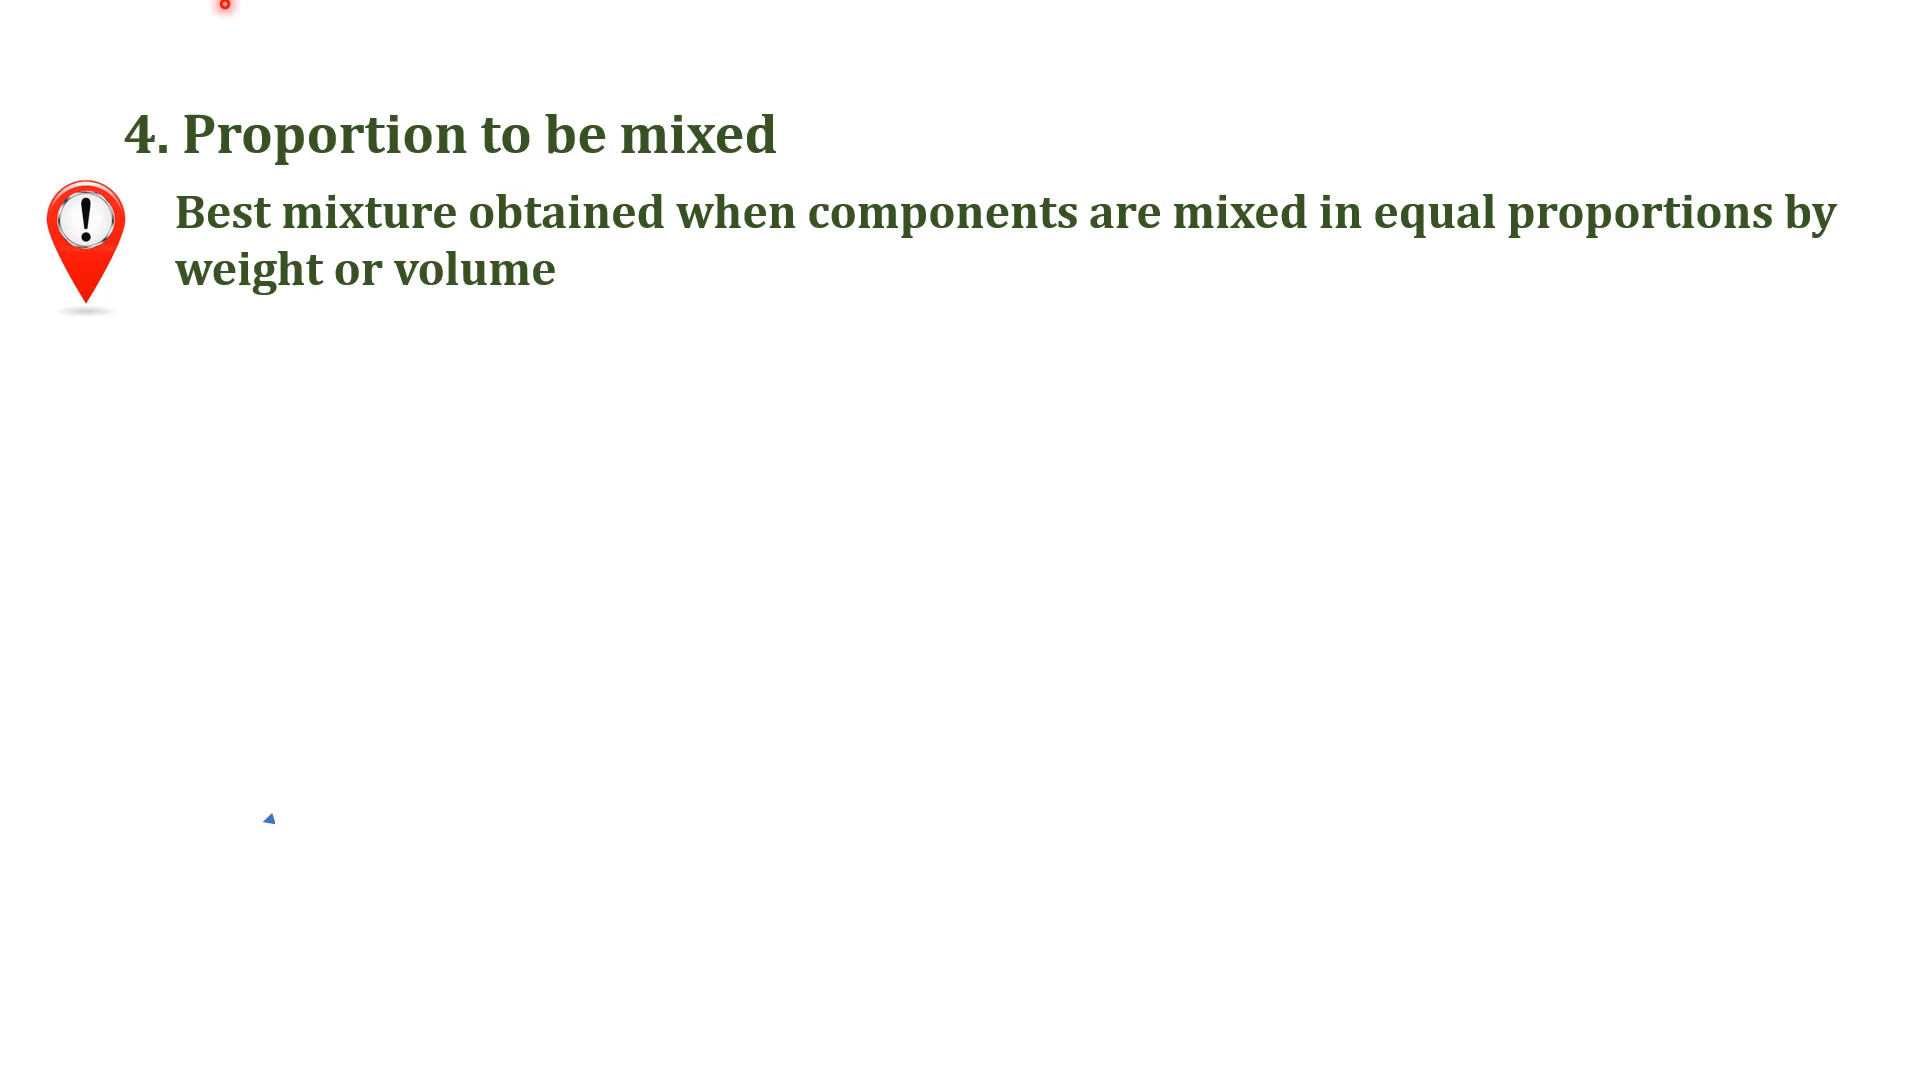 4. Proportion to be mixed
Best mixture obtained when components are mixed in equal proportions by
weight or volume